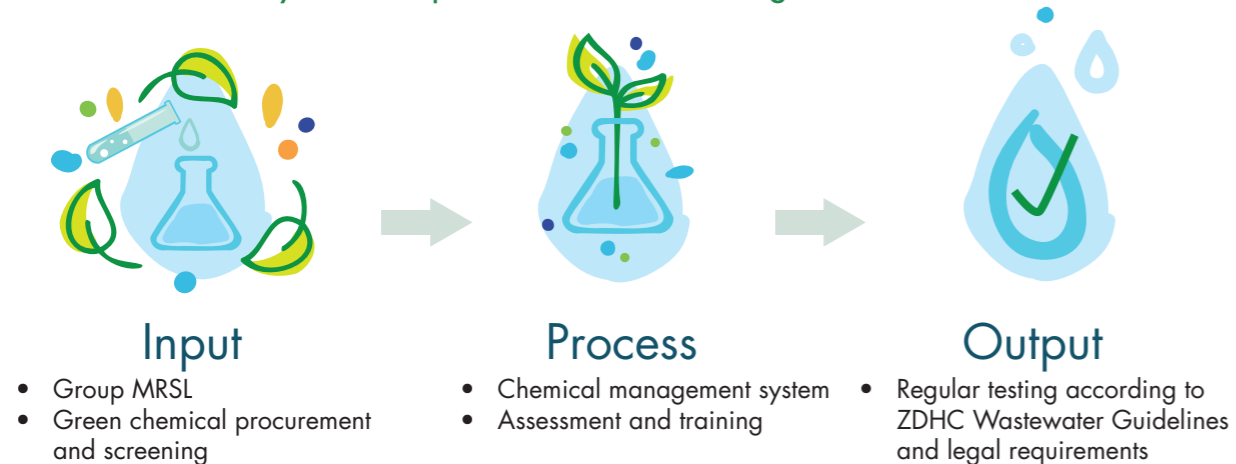 Input
• Group MRSL
• Green chemical procurement
and screening
Process
• Chemical management system
• Assessment and training
Output
• Regular testing according to
ZDHC Wastewater Guidelines
and legal requirements